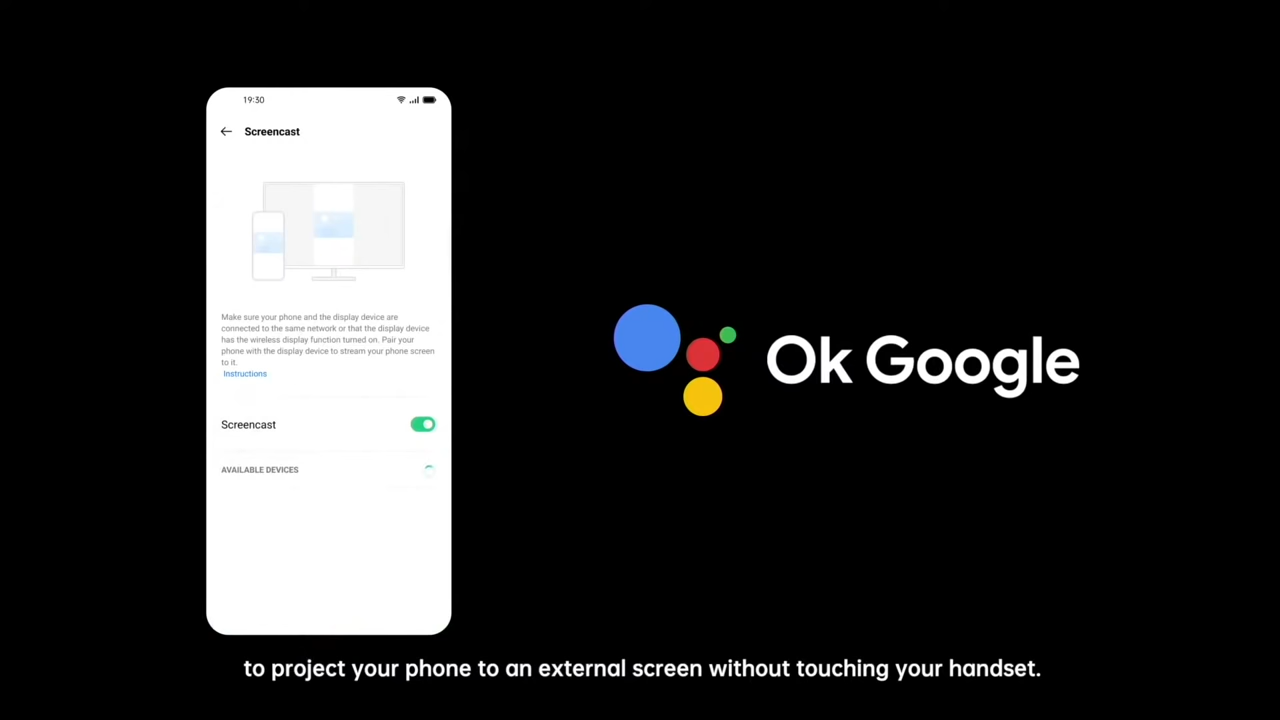 19:30
Screencast
Make sure your phone and the display device are
connected to the same network or that the display device
has the wireless display function turned on. Pair your
phone with the display device to stream your phone screen
to it.
Instructions
Screencast
AVAILABLE DEVICES
Ok Google
to project your phone to an external screen without touching your handset.